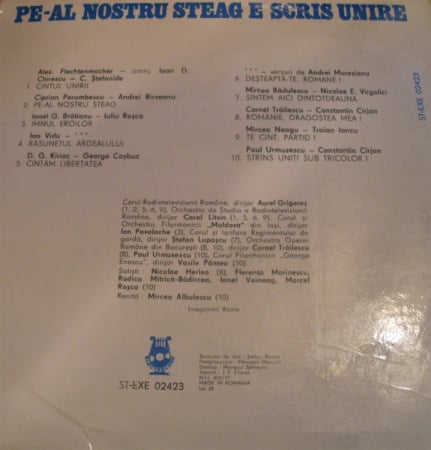 PE-AL NOSTRU STEAG E SCRIS UNIRE
Alex. Flechtenmacher – aranj. Ioan D.
Chirescu – C. Ștefanide
1. CÎNTUL UNIRII
Ciprian Porumbescu – Andrei Bîrseanu
2. PE-AL NOSTRU STEAG
Ionel G. Brătianu – Iuliu Roșca
3. IMNUL EROILOR
Ion Vidu – ***
4. RĂSUNETUL ARDEALULUI
D. G. Kiriac – George Coșbuc
5. CÎNTĂM LIBERTATEA
*** – versuri de Andrei Mureșianu
6. DEȘTEAPTĂ-TE, ROMÂNE !
Mircea Bădulescu – Nicolae E. Vîrgolici
7. SÎNTEM AICI DINTOTDEAUNA
Cornel Trăilescu – Constantin Cîrjan
8. ROMÂNIE, DRAGOSTEA MEA !
Mircea Neagu – Traian Iancu
9. TE CÎNT, PARTID !
Paul Urmuzescu – Constantin Cîrjan
10. STRÎNS UNIȚI SUB TRICOLOR !
ST-EXE 02423
Corul Radioteleviziunii Române, dirijor Aurel Grigoraș
(1, 2, 5, 6, 9), Orchestra de Studio a Radioteleviziunii
Române, dirijor Carol Litvin (1, 5, 6, 9), Corul și
Orchestra Filarmonicii „Moldova" din Iași, dirijor
Ion Pavalache (3), Corul și fanfara Regimentului de
gardă, dirijor Ștefan Lupașcu (7), Orchestra Operei
Române din București (8, 10), dirijor Cornel Trăilescu
(8), Paul Urmuzescu (10), Corul Filarmonicii „George
Enescu", dirijor Vasile Pântea (10)
Soliști : Nicolae Herlea (8), Florența Marinescu,
Rodica Mitrică-Bădîrcea, Ionel Voineag, Marcel
Roșca (10)
Recită : Mircea Albulescu (10)
Înregistrări Radio
ST-EXE 02423
MADE IN ROMANIA